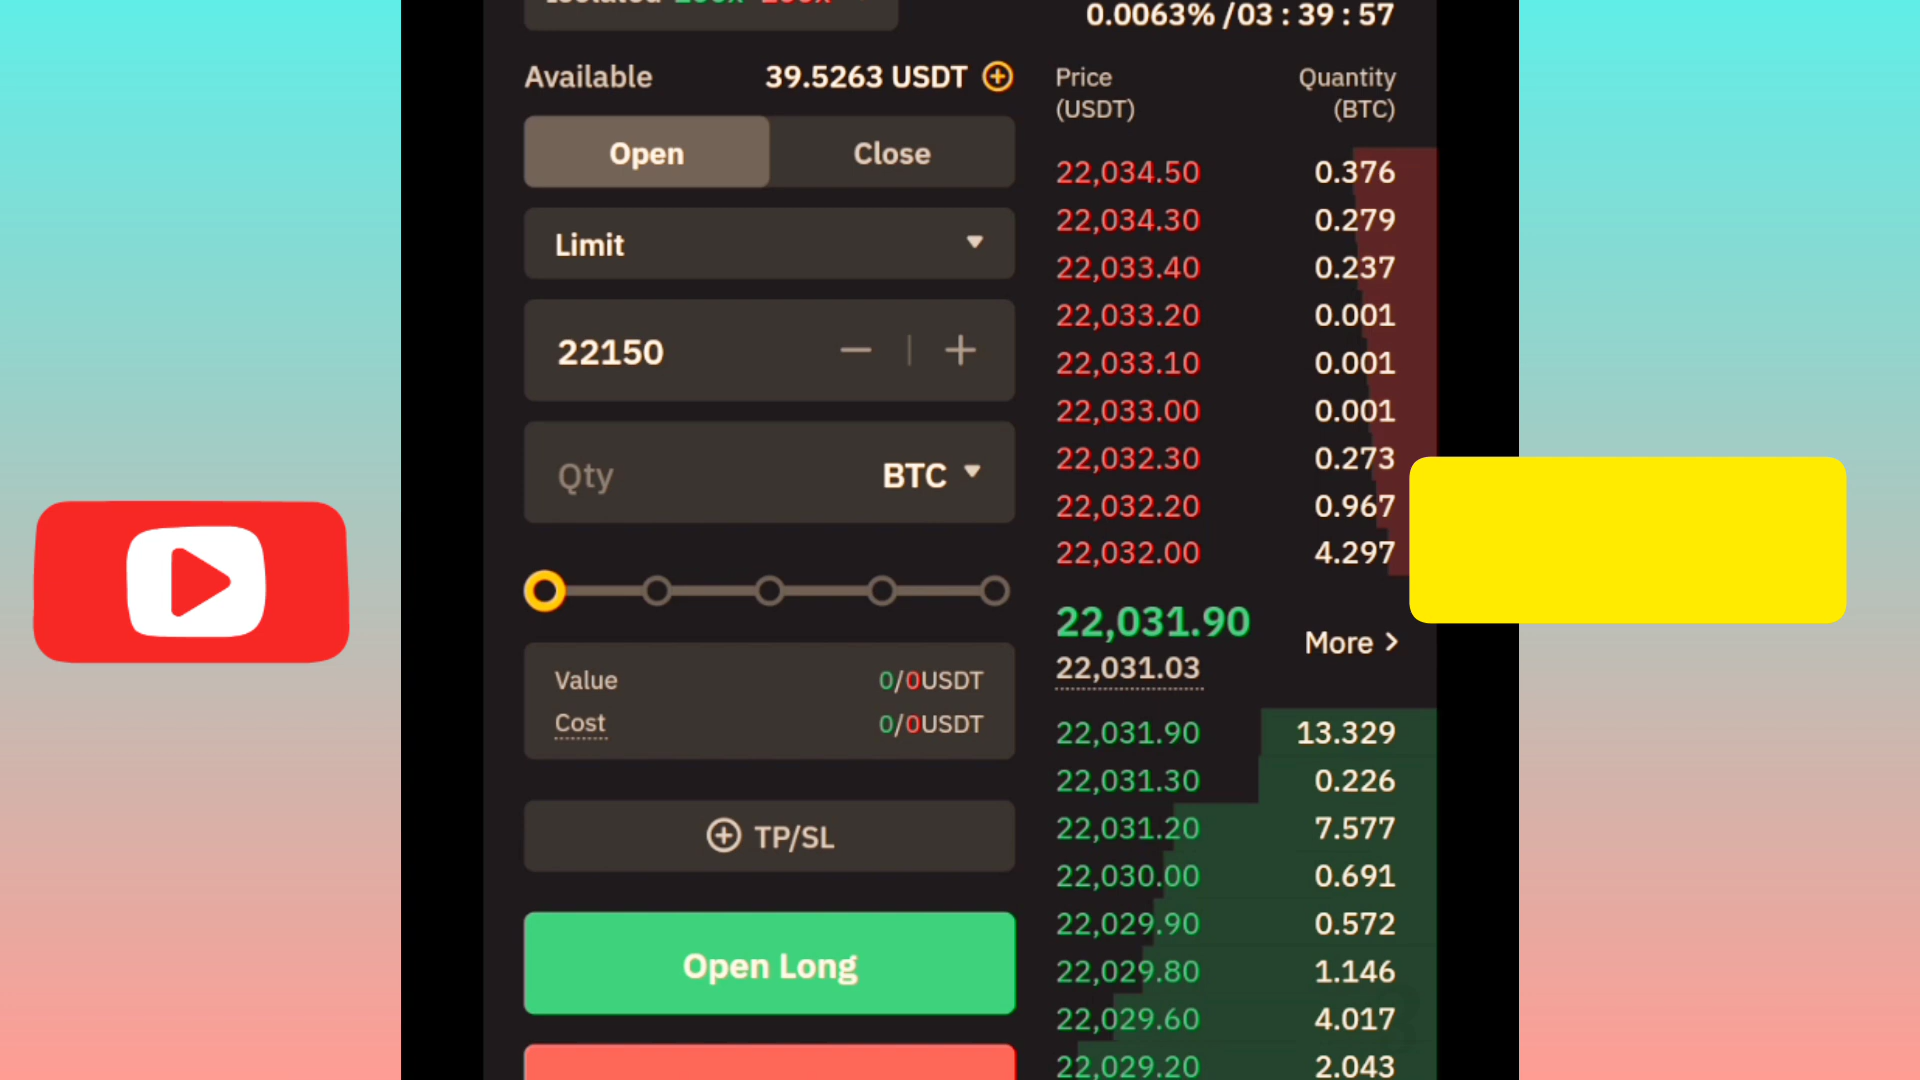 0.0063% /03 : 39 : 57
Available 39.5263 USDT
Price Quantity
(USDT) (BTC)
Open Close
Limit
22150
Qty BTC
Value 0/0USDT
Cost 0/0USDT
TP/SL
Open Long
22,034.50 0.376
22,034.30 0.279
22,033.40 0.237
22,033.20 0.001
22,033.10 0.001
22,033.00 0.001
22,032.30 0.273
22,032.20 0.967
22,032.00 4.297
22,031.90
More >
22,031.03
22,031.90 13.329
22,031.30 0.226
22,031.20 7.577
22,030.00 0.691
22,029.90 0.572
22,029.80 1.146
22,029.60 4.017
22,029.20 2.043